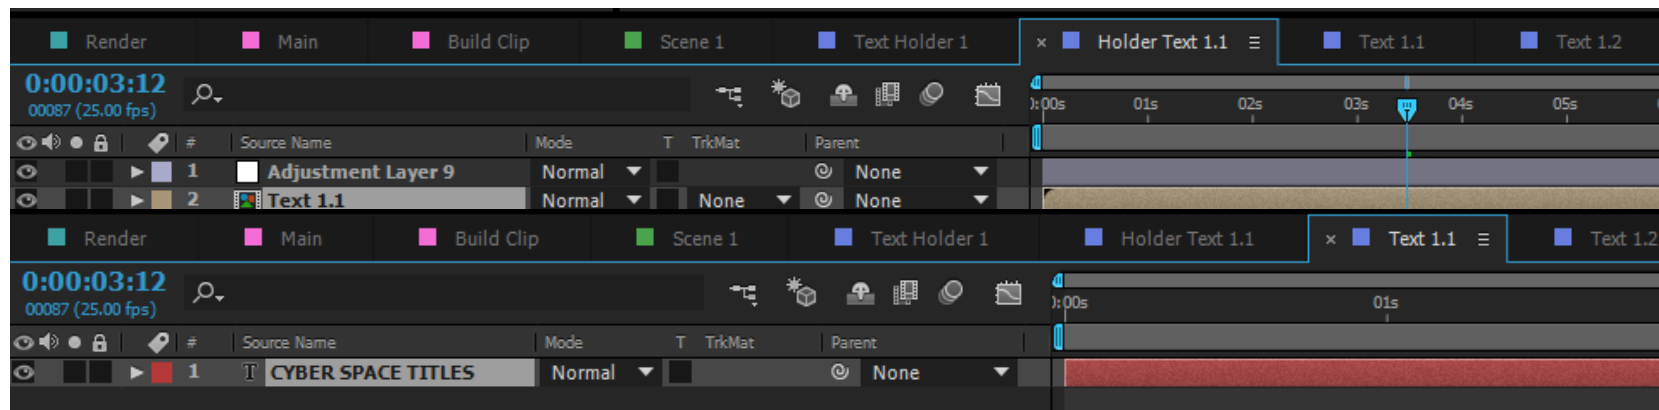 Render Main Build Clip Scene 1 Text Holder 1 × Holder Text 1.1 ≡ Text 1.1 Text 1.2
0:00:03:12
00087 (25.00 fps)
):00s 01s 02s 03s 04s 05s
# Source Name Mode T TrkMat Parent
1 Adjustment Layer 9 Normal None
2 Text 1.1 Normal None None
Render Main Build Clip Scene 1 Text Holder 1 Holder Text 1.1 × Text 1.1 ≡ Text 1.2
0:00:03:12
00087 (25.00 fps)
):00s 01s
# Source Name Mode T TrkMat Parent
1 T CYBER SPACE TITLES Normal None